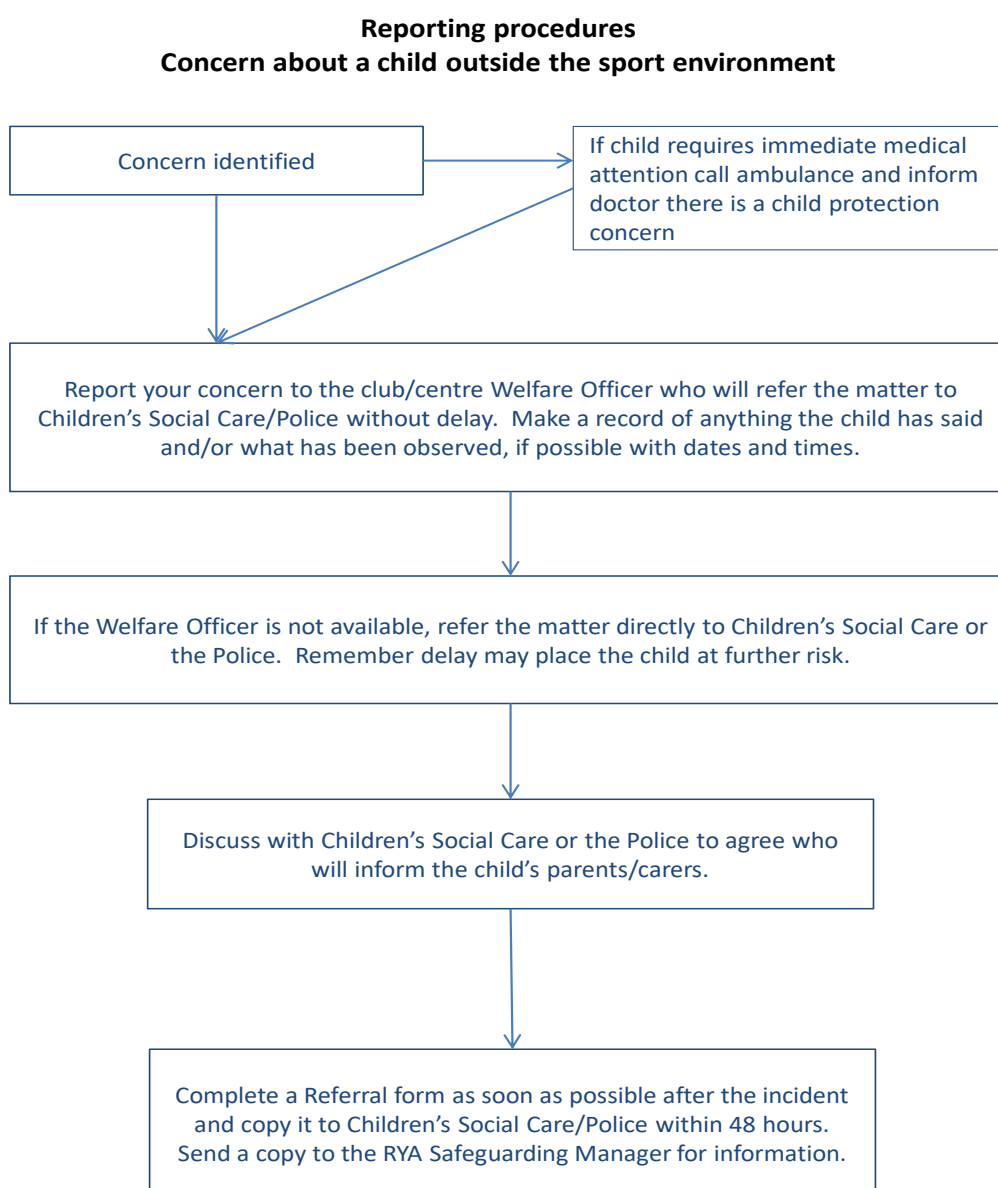 Reporting procedures
Concern about a child outside the sport environment
Concern identified
If child requires immediate medical
attention call ambulance and inform
doctor there is a child protection
concern
Report your concern to the club/centre Welfare Officer who will refer the matter to
Children’s Social Care/Police without delay.  Make a record of anything the child has said
and/or what has been observed, if possible with dates and times.
If the Welfare Officer is not available, refer the matter directly to Children’s Social Care or
the Police.  Remember delay may place the child at further risk.
Discuss with Children’s Social Care or the Police to agree who
will inform the child’s parents/carers.
Complete a Referral form as soon as possible after the incident
and copy it to Children’s Social Care/Police within 48 hours.
Send a copy to the RYA Safeguarding Manager for information.